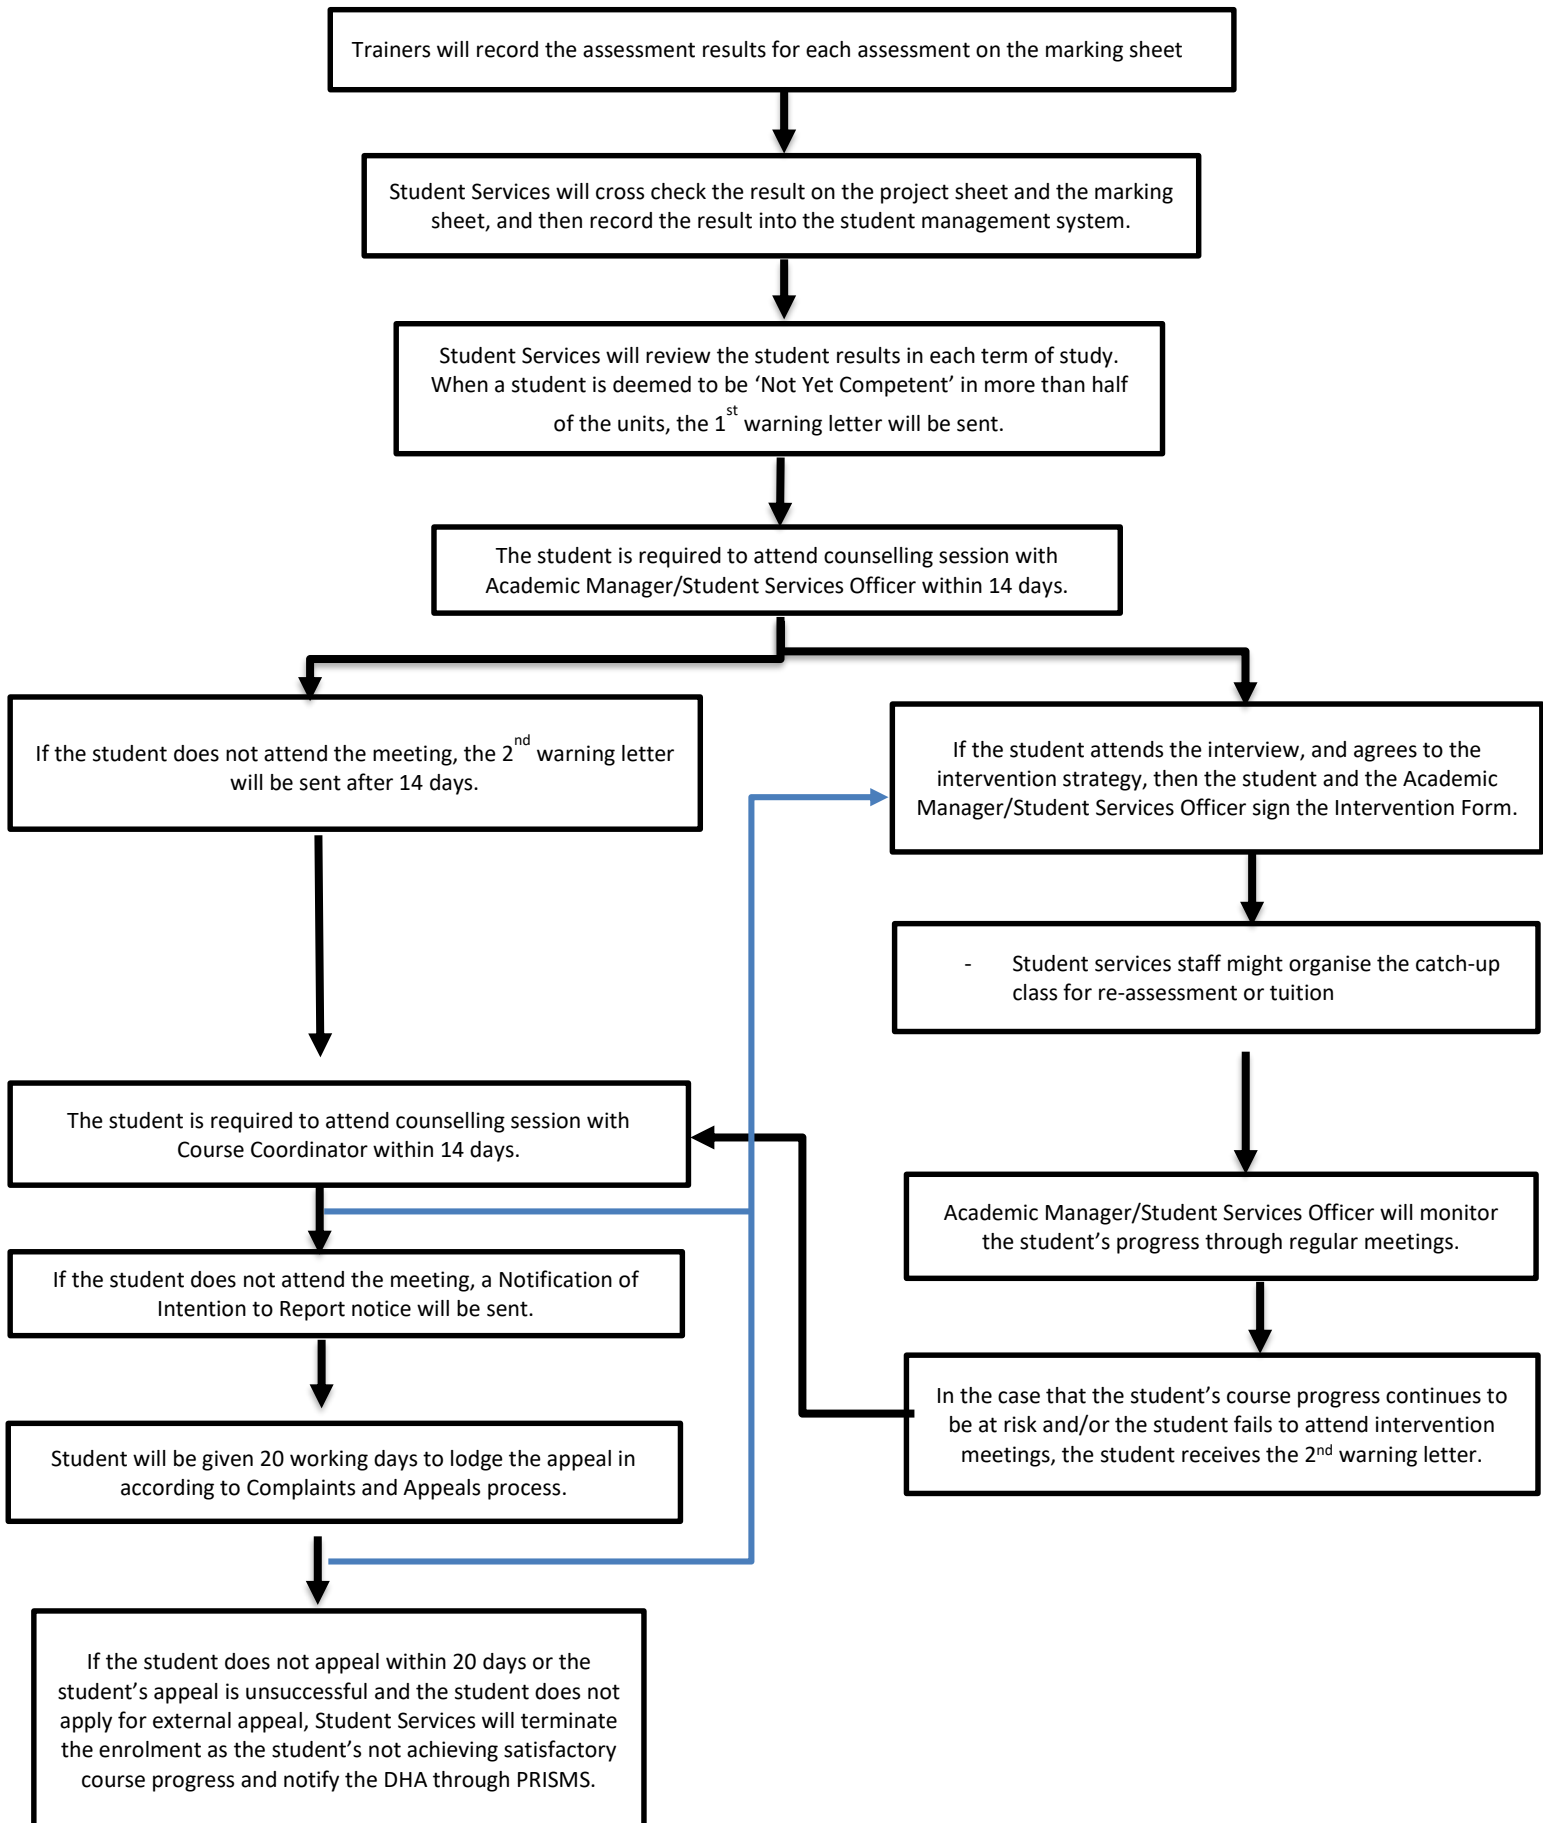 Trainers will record the assessment results for each assessment on the marking sheet
Student Services will cross check the result on the project sheet and the marking
sheet, and then record the result into the student management system.
Student Services will review the student results in each term of study.
When a student is deemed to be ‘Not Yet Competent’ in more than half
of the units, the 1st warning letter will be sent.
The student is required to attend counselling session with
Academic Manager/Student Services Officer within 14 days.
If the student does not attend the meeting, the 2nd warning letter
will be sent after 14 days.
If the student attends the interview, and agrees to the
intervention strategy, then the student and the Academic
Manager/Student Services Officer sign the Intervention Form.
- Student services staff might organise the catch-up
class for re-assessment or tuition
The student is required to attend counselling session with
Course Coordinator within 14 days.
Academic Manager/Student Services Officer will monitor
the student’s progress through regular meetings.
If the student does not attend the meeting, a Notification of
Intention to Report notice will be sent.
In the case that the student’s course progress continues to
be at risk and/or the student fails to attend intervention
meetings, the student receives the 2nd warning letter.
Student will be given 20 working days to lodge the appeal in
according to Complaints and Appeals process.
If the student does not appeal within 20 days or the
student’s appeal is unsuccessful and the student does not
apply for external appeal, Student Services will terminate
the enrolment as the student’s not achieving satisfactory
course progress and notify the DHA through PRISMS.